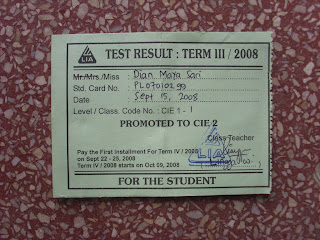 LIA
TEST RESULT : TERM III / 2008
Mr./Mrs./Miss : Dian Maya Sari
Std. Card No. : PL07010299
Date : Sept 15, 2008
Level / Class. Code No. : CIE 1 - 1
PROMOTED TO CIE 2
Class Teacher
Pay the First Installment For Term IV / 2008
on Sept 22 - 25, 2008
Term IV / 2008 starts on Oct 09, 2008
LIA
FOR THE STUDENT